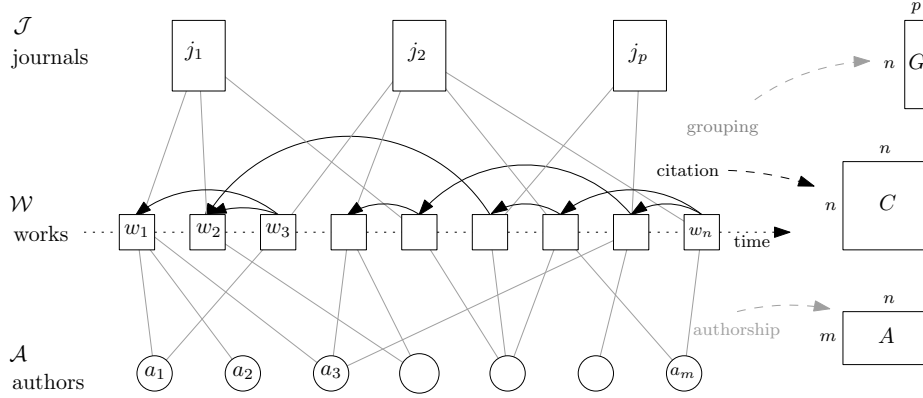 𝒥
journals
j₁
j₂
jₚ
p
n
G
grouping
citation
n
n
C
𝒲
works
w₁
w₂
w₃
wₙ
time
authorship
n
m
A
𝒜
authors
a₁
a₂
a₃
aₘ